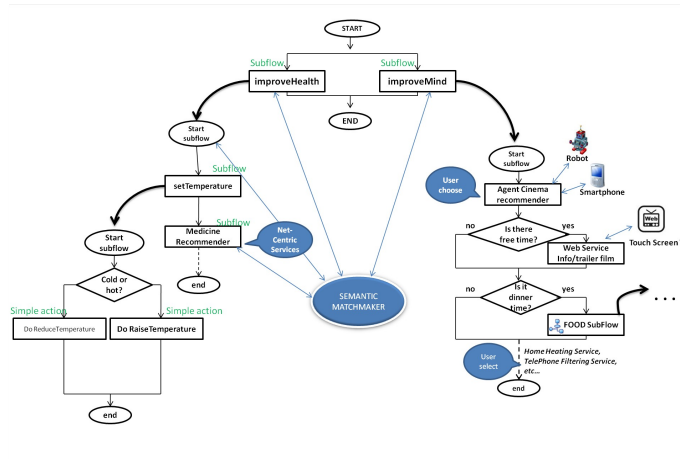 START
Subflow
Subflow
improveHealth
improveMind
END
Start
subflow
Subflow
setTemperature
Subflow
Medicine
Recommender
Net-
Centric
Services
end
Start
subflow
Cold or
hot?
Simple action
Simple action
Do ReduceTemperature
Do RaiseTemperature
end
SEMANTIC
MATCHMAKER
Start
subflow
User
choose
Agent Cinema
recommender
Robot
Smartphone
no
Is there
free time?
yes
Web Service
Info/trailer film
Web
Touch Screen
no
Is it
dinner
time?
yes
FOOD SubFlow
...
User
select
Home Heating Service,
TelePhone Filtering Service,
etc...
end